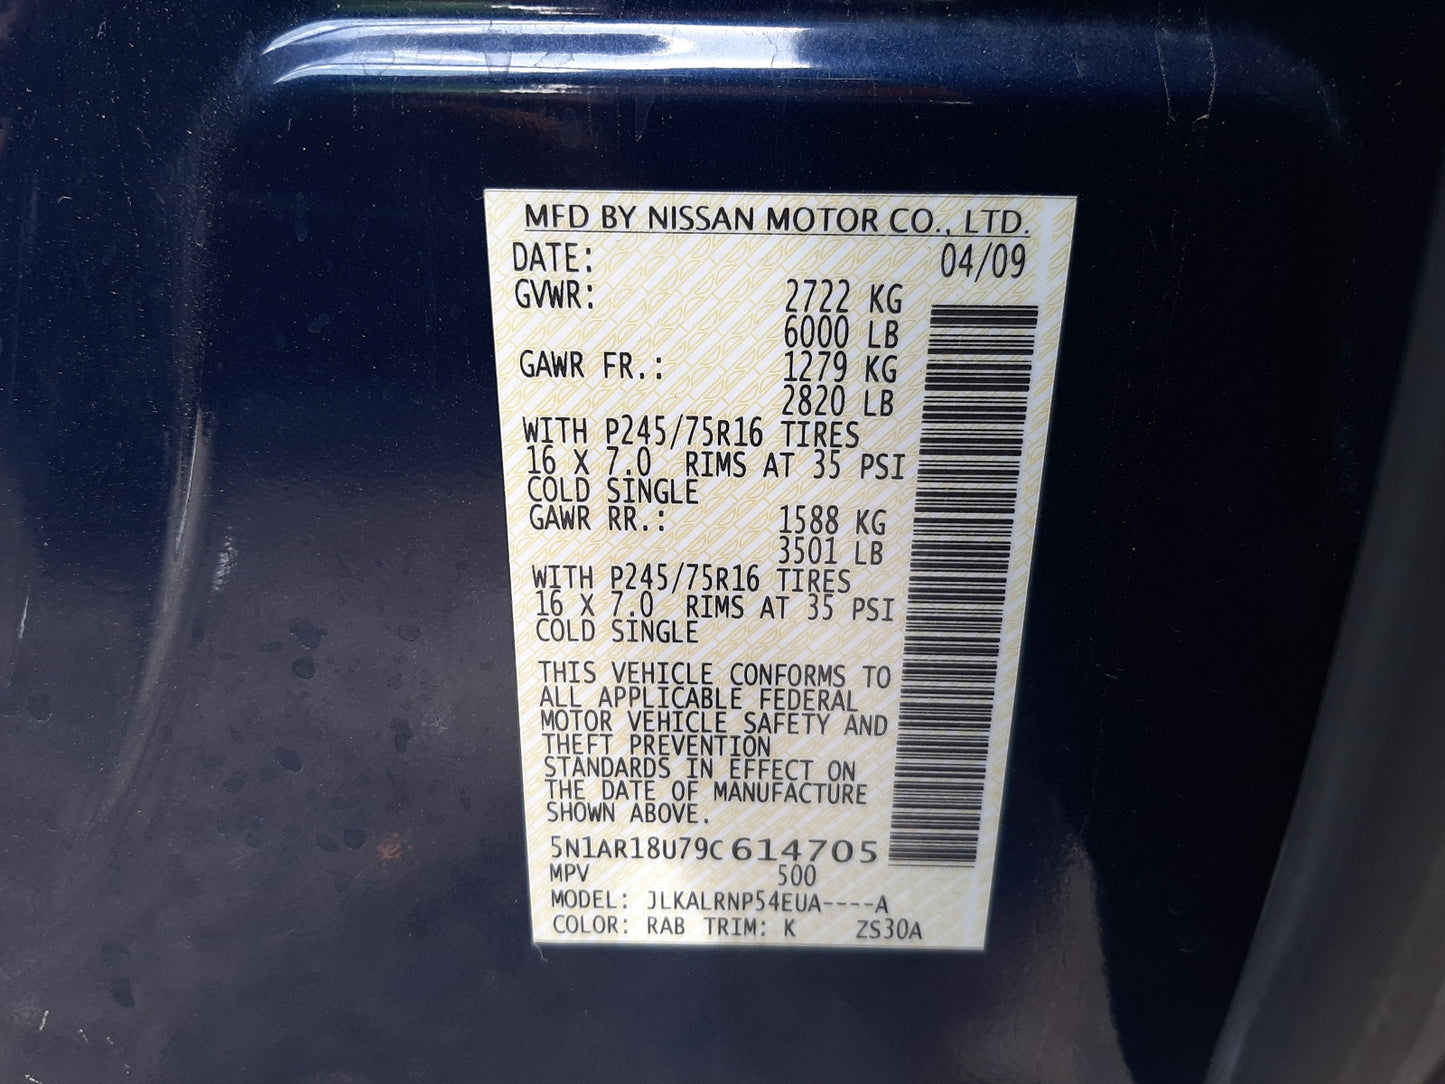 MFD BY NISSAN MOTOR CO., LTD.
DATE: 04/09
GVWR: 2722 KG
6000 LB
GAWR FR.: 1279 KG
2820 LB
WITH P245/75R16 TIRES
16 X 7.0 RIMS AT 35 PSI
COLD SINGLE
GAWR RR.: 1588 KG
3501 LB
WITH P245/75R16 TIRES
16 X 7.0 RIMS AT 35 PSI
COLD SINGLE
THIS VEHICLE CONFORMS TO
ALL APPLICABLE FEDERAL
MOTOR VEHICLE SAFETY AND
THEFT PREVENTION
STANDARDS IN EFFECT ON
THE DATE OF MANUFACTURE
SHOWN ABOVE.
5N1AR18U79C614705
MPV 500
MODEL: JLKALRNP54EUA----A
COLOR: RAB TRIM: K ZS30A